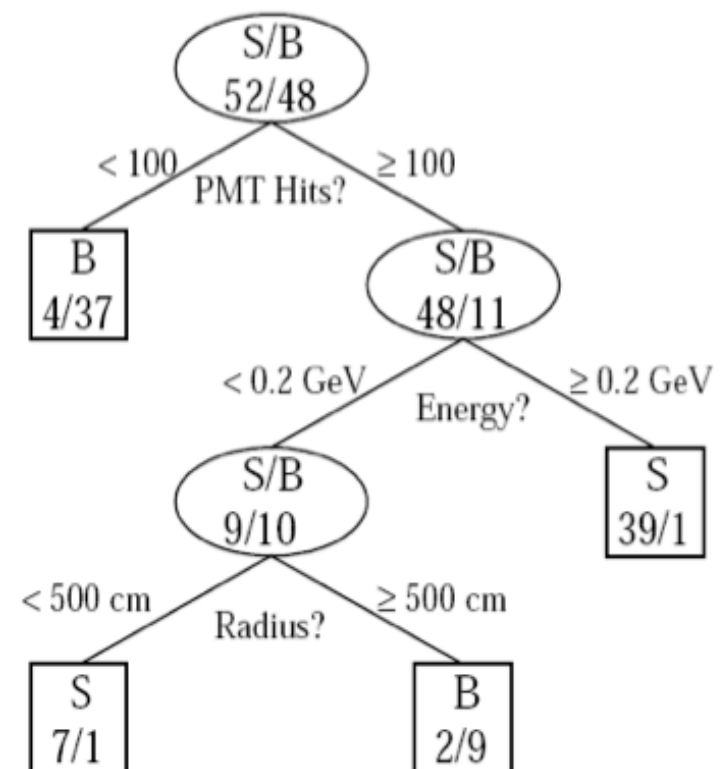 S/B
52/48
< 100
≥ 100
PMT Hits?
B
4/37
S/B
48/11
< 0.2 GeV
≥ 0.2 GeV
Energy?
S/B
9/10
S
39/1
< 500 cm
≥ 500 cm
Radius?
S
7/1
B
2/9